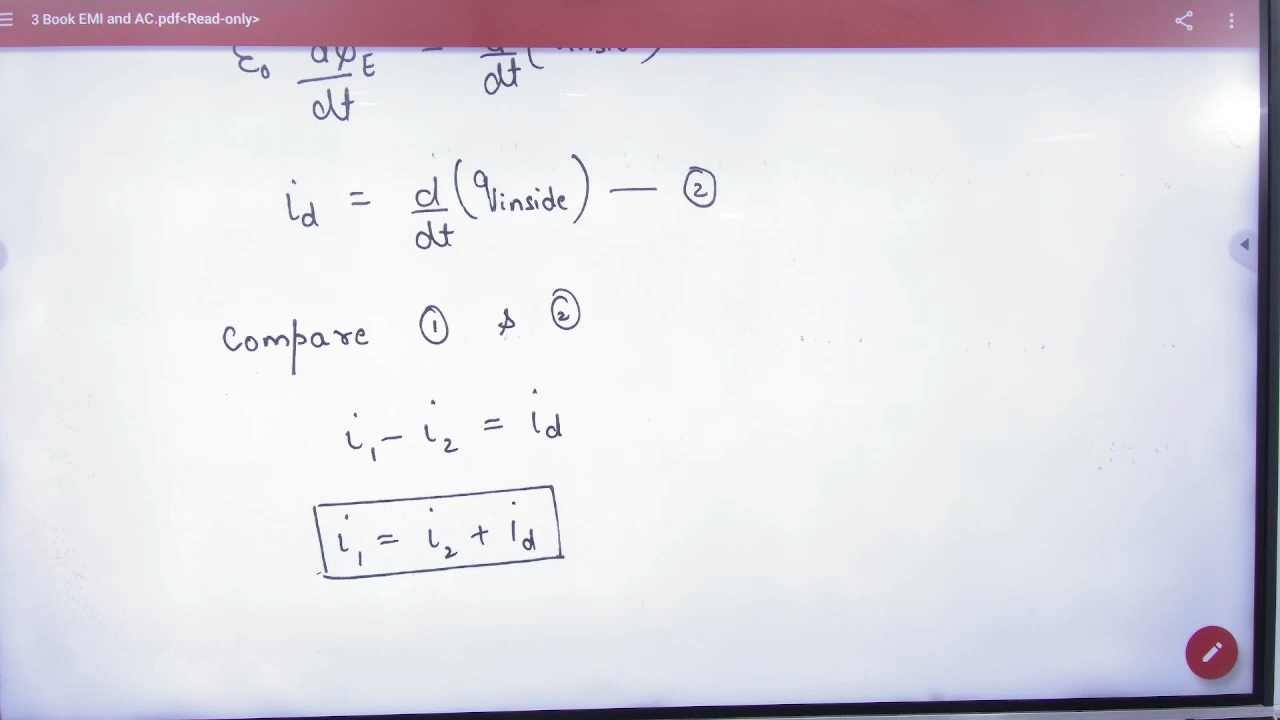 3 Book EMI and AC.pdf<Read-only>
ε₀ dφ_E/dt = d/dt(
i_d = d/dt (q_inside) — ②
Compare ① & ②
i₁ - i₂ = i_d
i₁ = i₂ + i_d